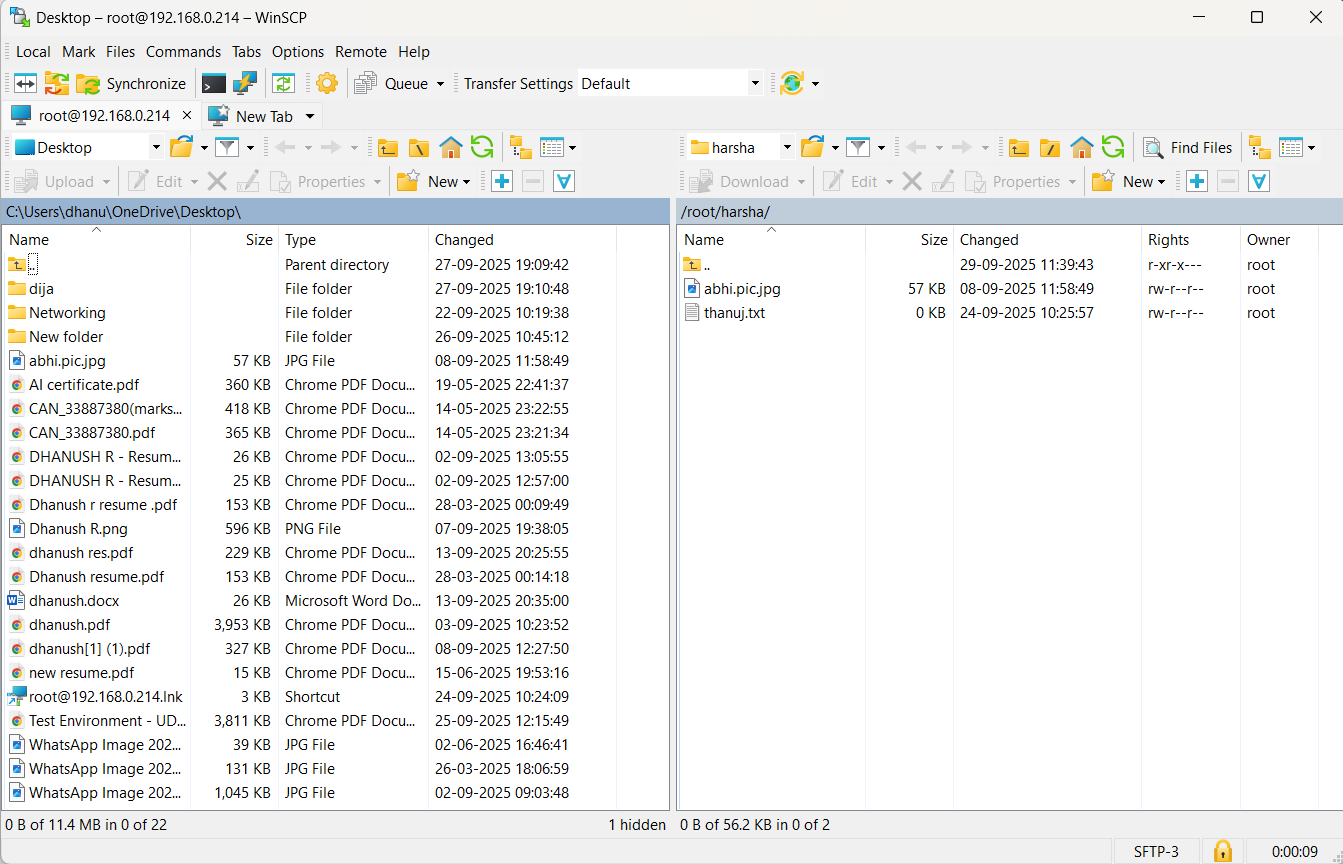 Desktop – root@192.168.0.214 – WinSCP
Local Mark Files Commands Tabs Options Remote Help
Synchronize Queue Transfer Settings Default
root@192.168.0.214 × New Tab
Desktop
Upload Edit Properties New
C:\Users\dhanu\OneDrive\Desktop\
Name Size Type Changed
.. Parent directory 27-09-2025 19:09:42
dija File folder 27-09-2025 19:10:48
Networking File folder 22-09-2025 10:19:38
New folder File folder 26-09-2025 10:45:12
abhi.pic.jpg 57 KB JPG File 08-09-2025 11:58:49
AI certificate.pdf 360 KB Chrome PDF Docu... 19-05-2025 22:41:37
CAN_33887380(marks... 418 KB Chrome PDF Docu... 14-05-2025 23:22:55
CAN_33887380.pdf 365 KB Chrome PDF Docu... 14-05-2025 23:21:34
DHANUSH R - Resum... 26 KB Chrome PDF Docu... 02-09-2025 13:05:55
DHANUSH R - Resum... 25 KB Chrome PDF Docu... 02-09-2025 12:57:00
Dhanush r resume .pdf 153 KB Chrome PDF Docu... 28-03-2025 00:09:49
Dhanush R.png 596 KB PNG File 07-09-2025 19:38:05
dhanush res.pdf 229 KB Chrome PDF Docu... 13-09-2025 20:25:55
Dhanush resume.pdf 153 KB Chrome PDF Docu... 28-03-2025 00:14:18
dhanush.docx 26 KB Microsoft Word Do... 13-09-2025 20:35:00
dhanush.pdf 3,953 KB Chrome PDF Docu... 03-09-2025 10:23:52
dhanush[1] (1).pdf 327 KB Chrome PDF Docu... 08-09-2025 12:27:50
new resume.pdf 15 KB Chrome PDF Docu... 15-06-2025 19:53:16
root@192.168.0.214.lnk 3 KB Shortcut 24-09-2025 10:24:09
Test Environment - UD... 3,811 KB Chrome PDF Docu... 25-09-2025 12:15:49
WhatsApp Image 202... 39 KB JPG File 02-06-2025 16:46:41
WhatsApp Image 202... 131 KB JPG File 26-03-2025 18:06:59
WhatsApp Image 202... 1,045 KB JPG File 02-09-2025 09:03:48
0 B of 11.4 MB in 0 of 22 1 hidden
harsha Find Files
Download Edit Properties New
/root/harsha/
Name Size Changed Rights Owner
.. 29-09-2025 11:39:43 r-xr-x--- root
abhi.pic.jpg 57 KB 08-09-2025 11:58:49 rw-r--r-- root
thanuj.txt 0 KB 24-09-2025 10:25:57 rw-r--r-- root
0 B of 56.2 KB in 0 of 2
SFTP-3 0:00:09